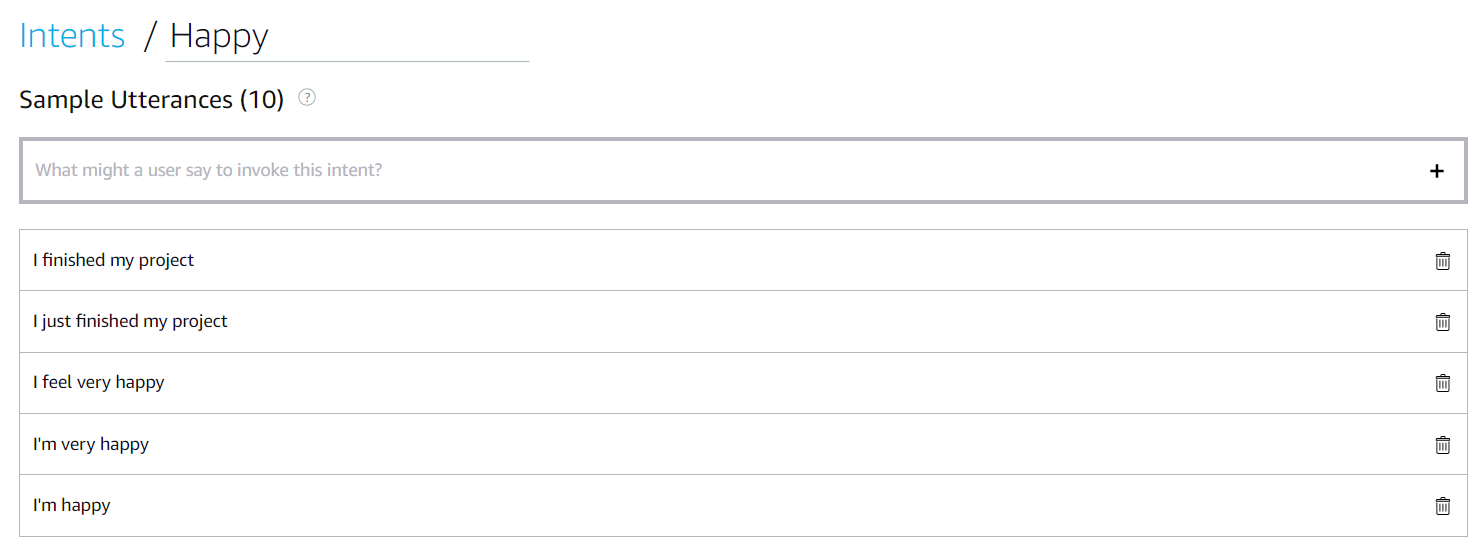 Intents / Happy
Sample Utterances (10) ?
What might a user say to invoke this intent? +
I finished my project
I just finished my project
I feel very happy
I'm very happy
I'm happy